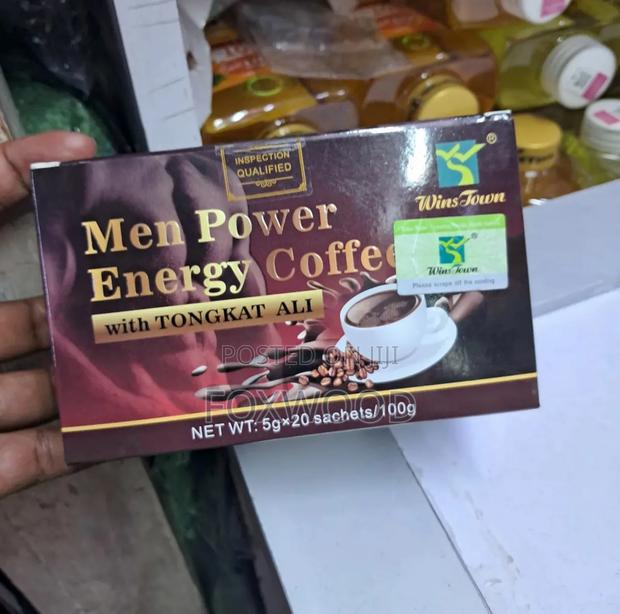 INSPECTION
QUALIFIED
Wins Town®
Men Power
Energy Coffee
Wins Town
Please scrape off the coating
with TONGKAT ALI
POSTED ON JIJI
FOXWOOD
NET WT: 5g×20 sachets/100g